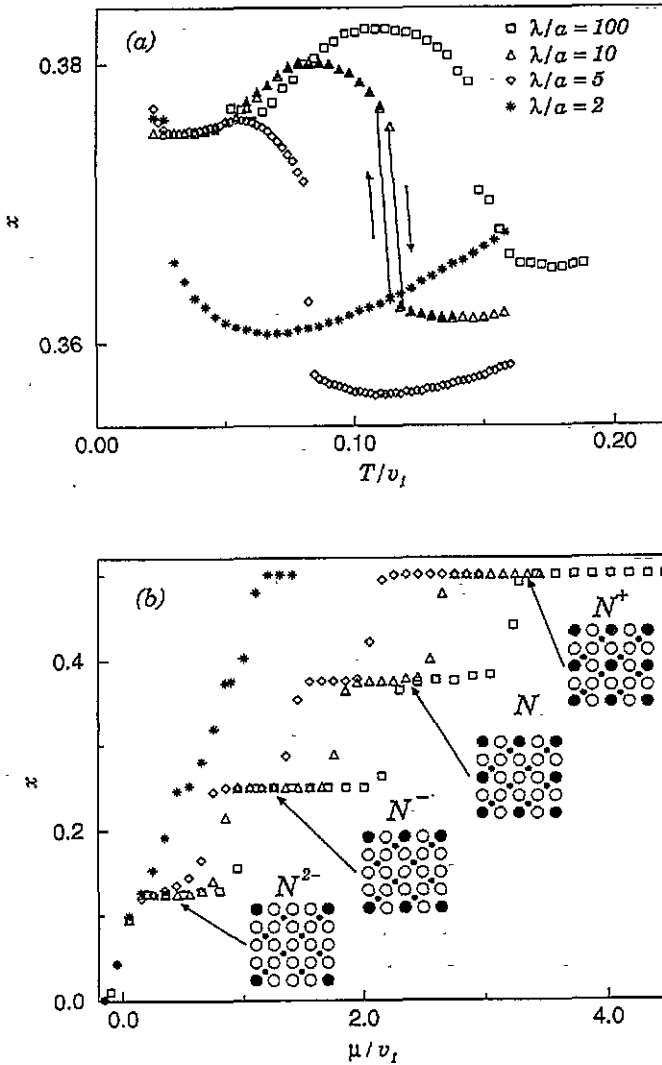 (a)
□ λ/a = 100
△ λ/a = 10
◇ λ/a = 5
* λ/a = 2
0.38
x
0.36
0.00
0.10
0.20
T/v₁
(b)
N⁺
0.4
N
x
N⁻
0.2
N²⁻
0.0
0.0
2.0
4.0
μ/v₁